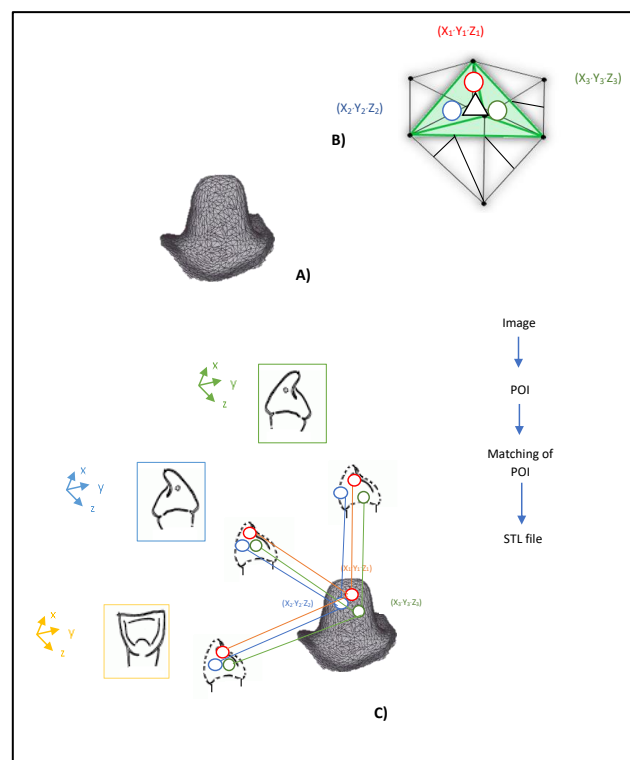 (X₁·Y₁·Z₁)
(X₃·Y₃·Z₃)
(X₂·Y₂·Z₂)
B)
A)
Image
x
y
z
POI
Matching of
POI
x
y
z
STL file
(X₁·Y₁·Z₁)
(X₂·Y₂·Z₂)
(X₃·Y₃·Z₃)
x
y
z
C)